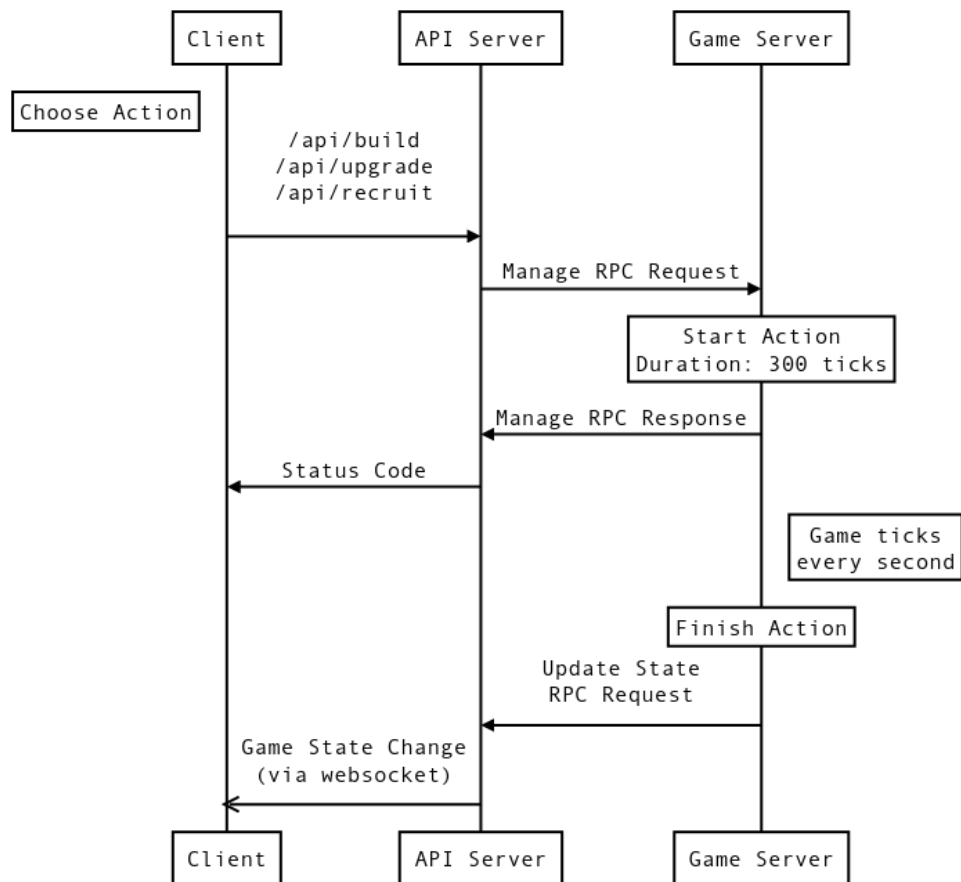 Client
API Server
Game Server
Choose Action
/api/build
/api/upgrade
/api/recruit
Manage RPC Request
Start Action
Duration: 300 ticks
Manage RPC Response
Status Code
Game ticks
every second
Finish Action
Update State
RPC Request
Game State Change
(via websocket)
Client
API Server
Game Server